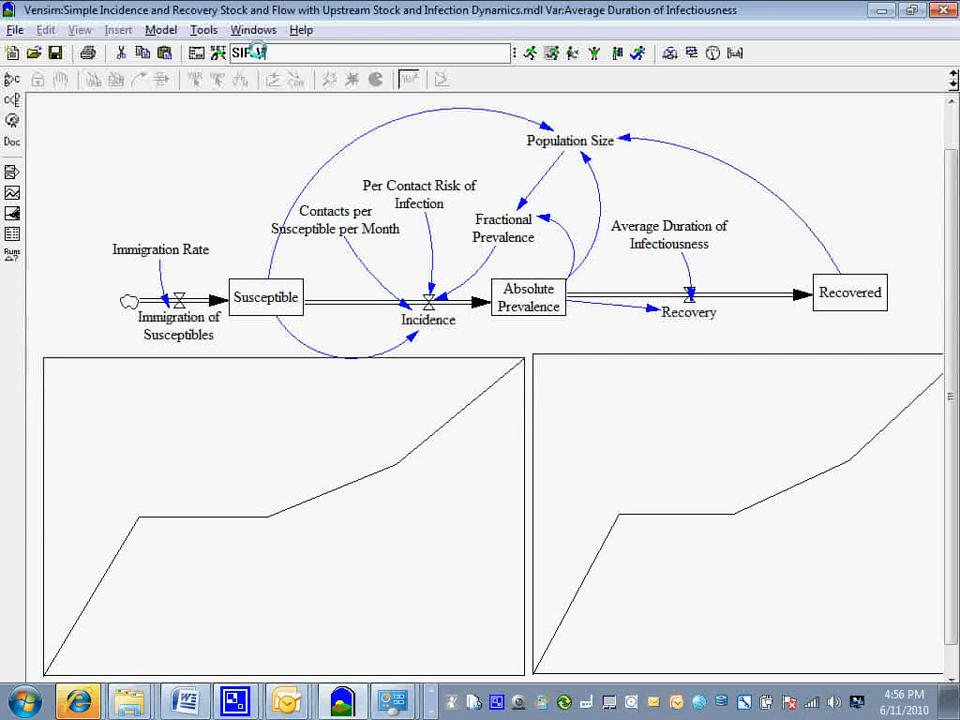 Vensim:Simple Incidence and Recovery Stock and Flow with Upstream Stock and Infection Dynamics.mdl Var:Average Duration of Infectiousness
File Edit View Insert Model Tools Windows Help
Doc
Run
Population Size
Per Contact Risk of
Infection
Contacts per
Susceptible per Month
Fractional
Prevalence
Average Duration of
Infectiousness
Immigration Rate
Susceptible
Absolute
Prevalence
Recovered
Immigration of
Susceptibles
Incidence
Recovery
4:56 PM
6/11/2010